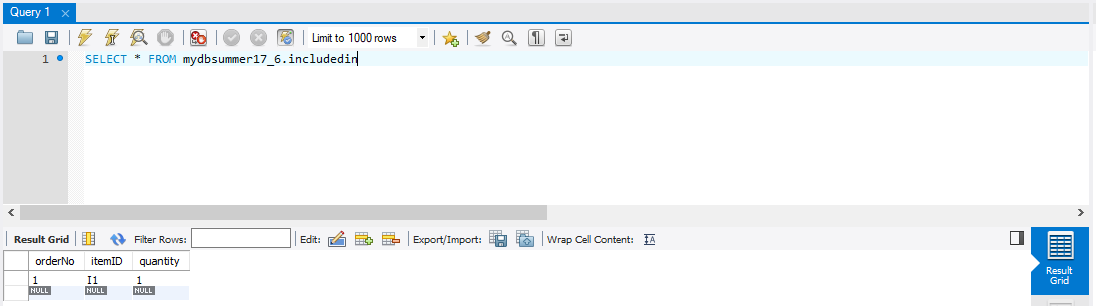 Query 1
Limit to 1000 rows
1 SELECT * FROM mydbsummer17_6.includedin
Result Grid Filter Rows: Edit: Export/Import: Wrap Cell Content: IA
orderNo itemID quantity
1 I1 1
NULL NULL NULL
Result
Grid